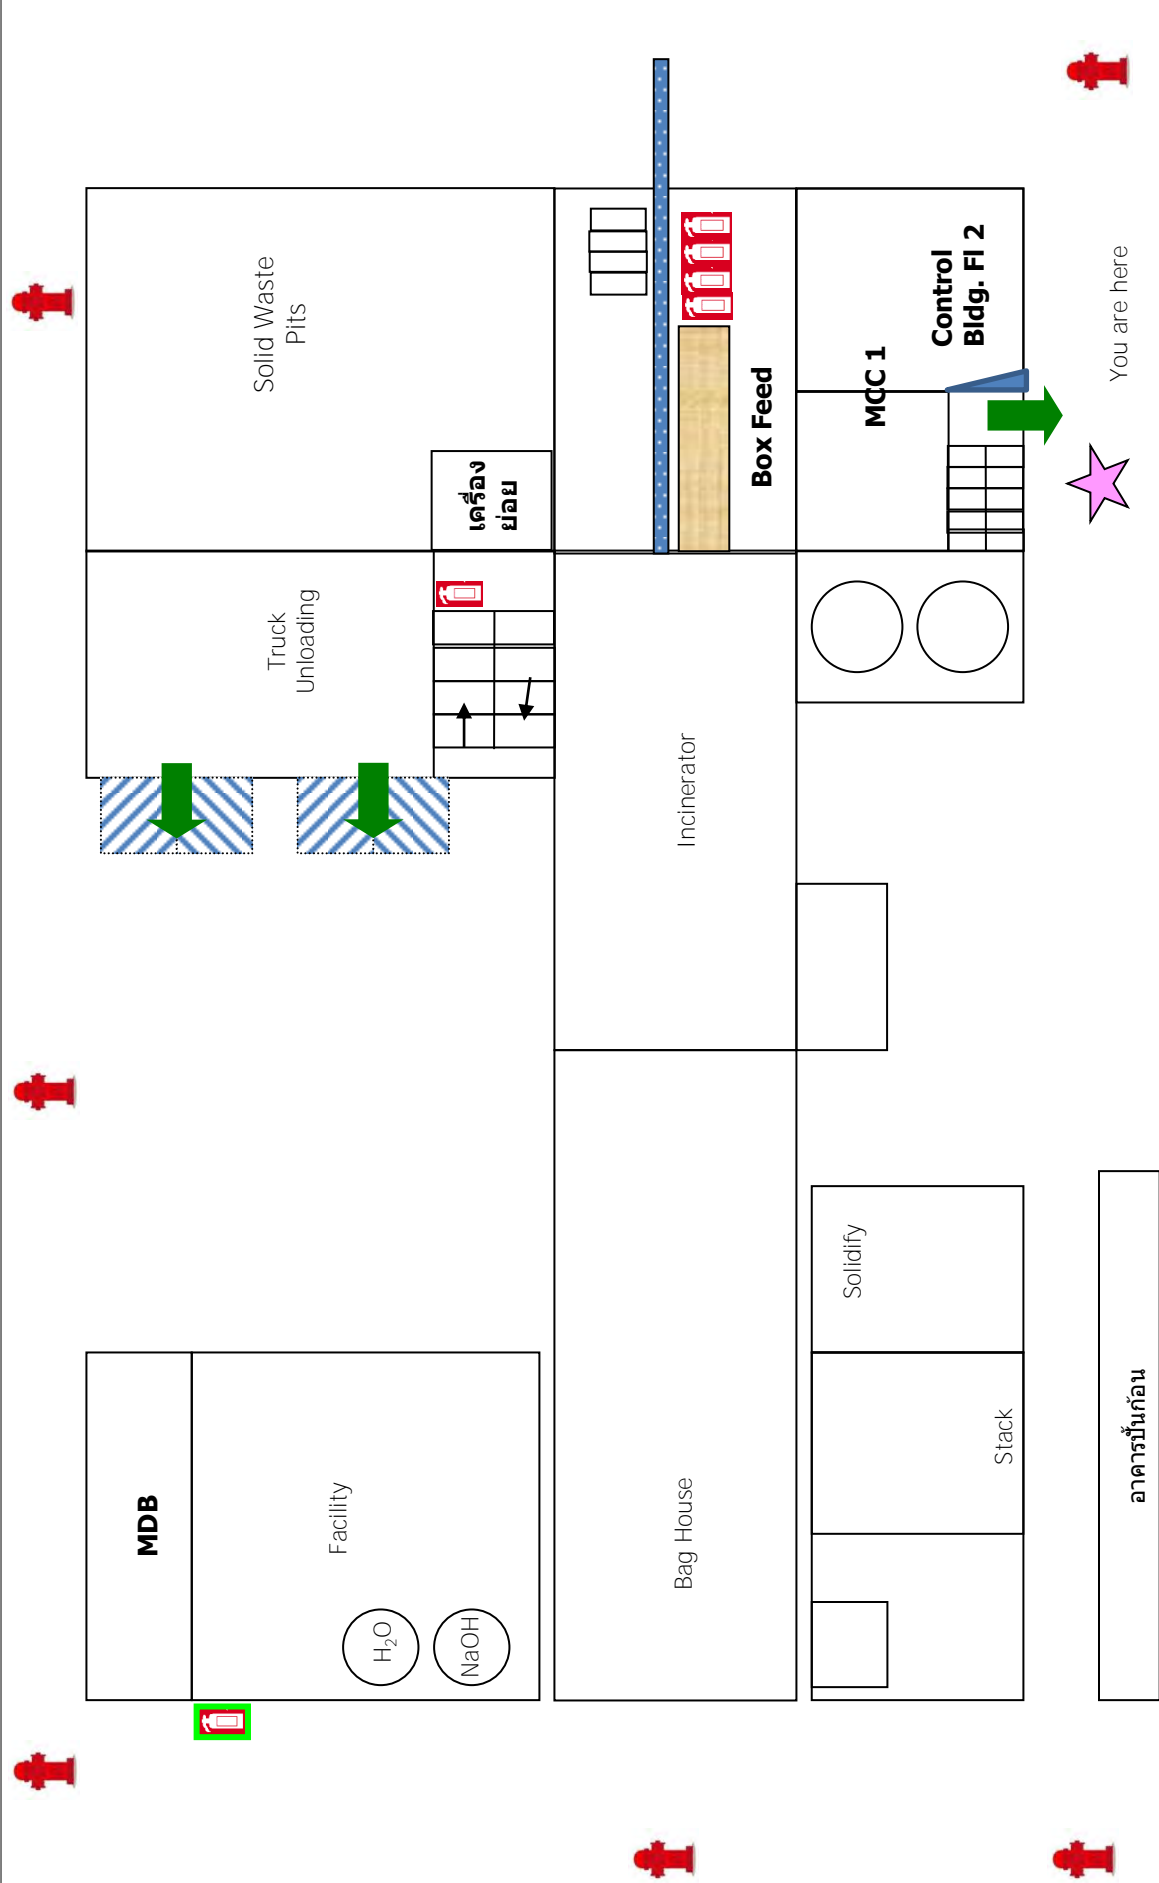 MDB
Facility
H₂O
NaOH
Bag House
Solidify
Stack
อาคารปั้นก้อน
Truck
Unloading
Incinerator
Solid Waste
Pits
เครื่อง
ย่อย
Box Feed
MCC 1
Control
Bldg. Fl 2
You are here